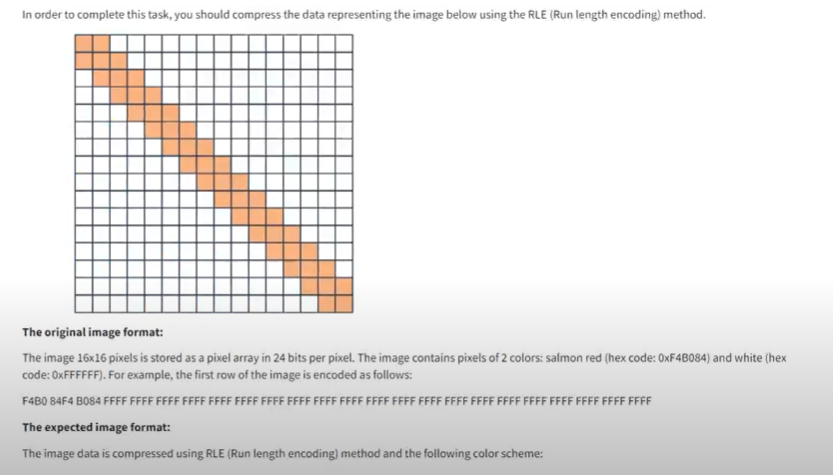 In order to complete this task, you should compress the data representing the image below using the RLE (Run length encoding) method.
The original image format:
The image 16x16 pixels is stored as a pixel array in 24 bits per pixel. The image contains pixels of 2 colors: salmon red (hex code: 0xF4B084) and white (hex
code: 0xFFFFFF). For example, the first row of the image is encoded as follows:
F4B0 84F4 B084 FFFF FFFF FFFF FFFF FFFF FFFF FFFF FFFF FFFF FFFF FFFF FFFF FFFF FFFF FFFF FFFF FFFF FFFF FFFF FFFF FFFF
The expected image format:
The image data is compressed using RLE (Run length encoding) method and the following color scheme: